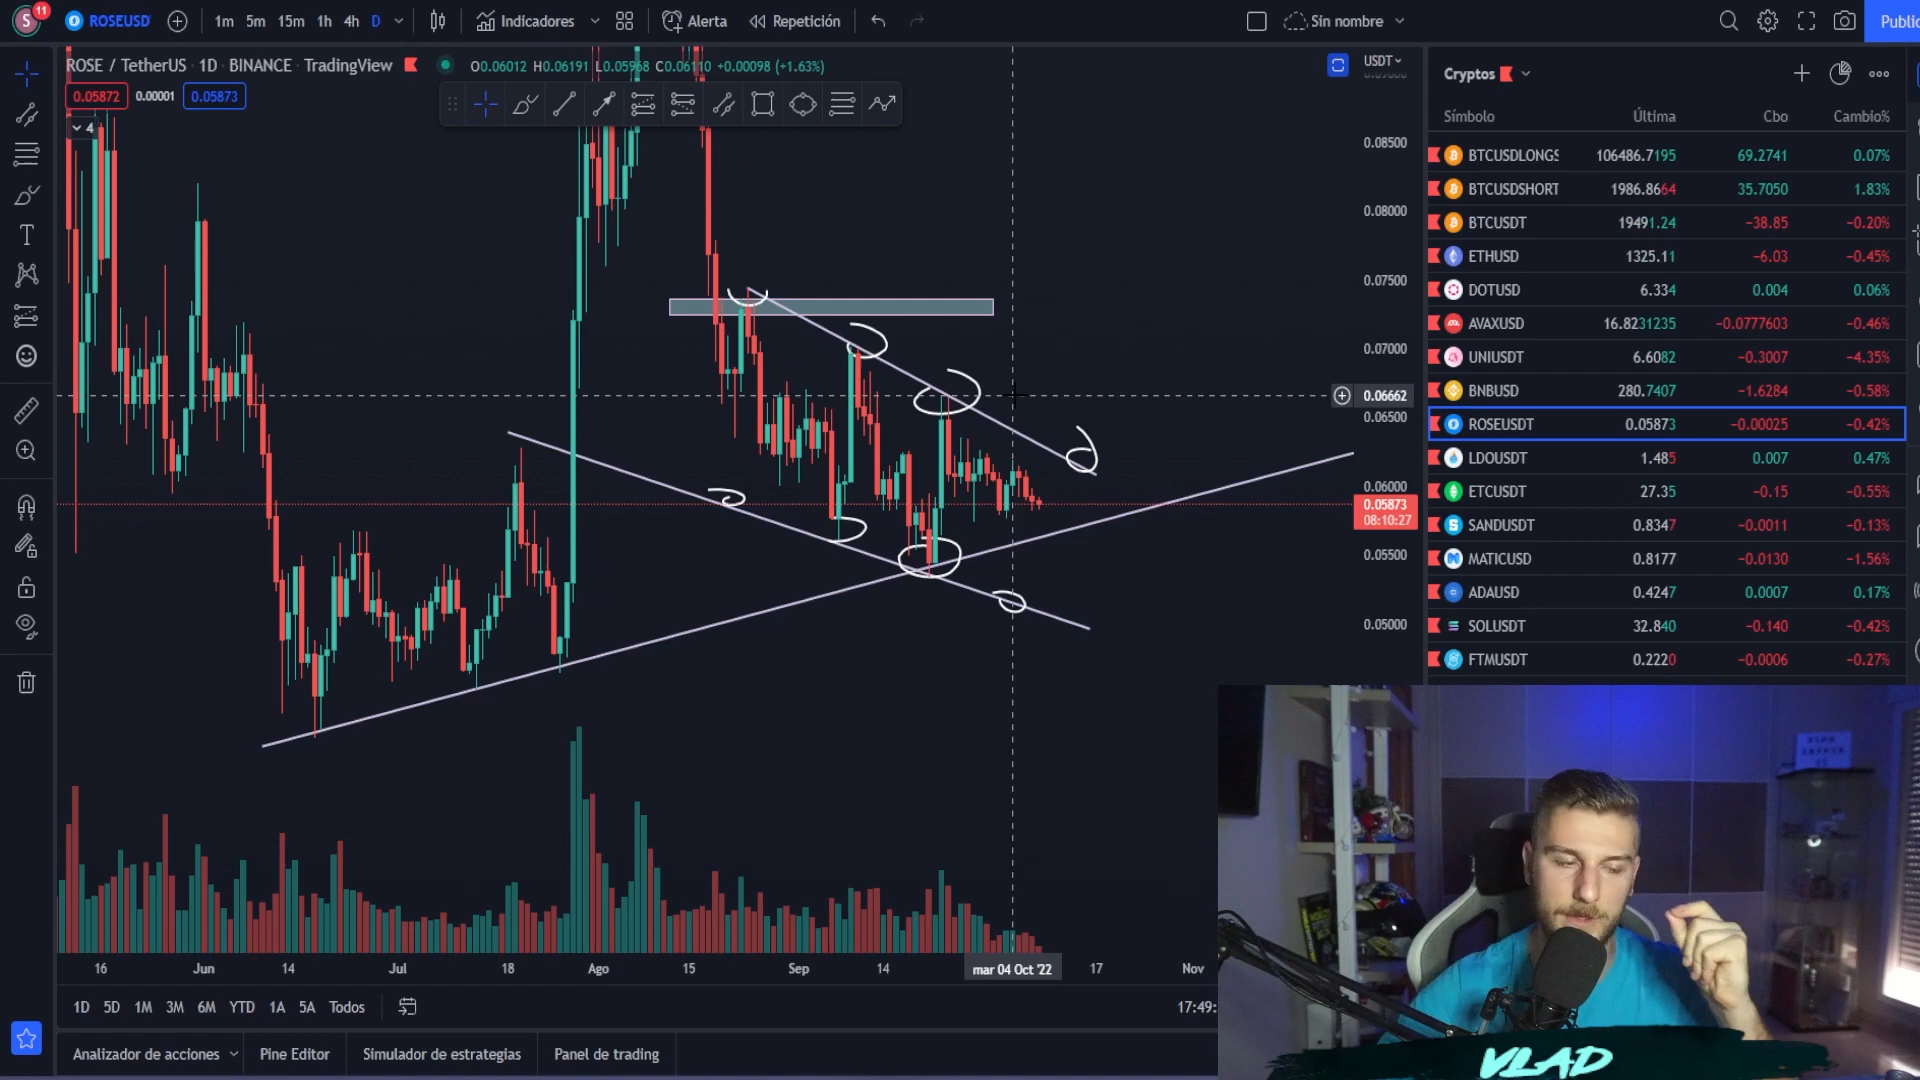 S 11 ROSEUSD 1m 5m 15m 1h 4h D Indicadores Alerta Repetición Sin nombre Public
ROSE / TetherUS · 1D · BINANCE · TradingView O0.06012 H0.06191 L0.05968 C0.06110 +0.00098 (+1.63%)
USDT
0.05872 0.00001 0.05873
4
0.08500
0.08000
0.07500
0.07000
0.06662
0.06500
0.06000
0.05873
08:10:27
0.05500
0.05000
16 Jun 14 Jul 18 Ago 15 Sep 14 mar 04 Oct '22 17 Nov
1D 5D 1M 3M 6M YTD 1A 5A Todos 17:49:
Analizador de acciones Pine Editor Simulador de estrategias Panel de trading
Cryptos
Símbolo Última Cbo Cambio%
BTCUSDLONGS 106486.7195 69.2741 0.07%
BTCUSDSHORT 1986.8664 35.7050 1.83%
BTCUSDT 19491.24 −38.85 −0.20%
ETHUSD 1325.11 −6.03 −0.45%
DOTUSD 6.334 0.004 0.06%
AVAXUSD 16.8231235 −0.0777603 −0.46%
UNIUSDT 6.6082 −0.3007 −4.35%
BNBUSD 280.7407 −1.6284 −0.58%
ROSEUSDT 0.05873 −0.00025 −0.42%
LDOUSDT 1.485 0.007 0.47%
ETCUSDT 27.35 −0.15 −0.55%
SANDUSDT 0.8347 −0.0011 −0.13%
MATICUSD 0.8177 −0.0130 −1.56%
ADAUSD 0.4247 0.0007 0.17%
SOLUSDT 32.840 −0.140 −0.42%
FTMUSDT 0.2220 −0.0006 −0.27%
VLAD